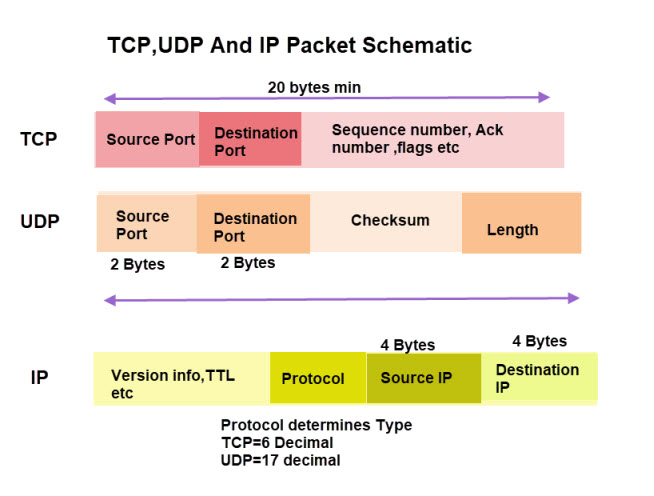 TCP,UDP And IP Packet Schematic
20 bytes min
TCP
Source Port
Destination
Port
Sequence number, Ack
number ,flags etc
UDP
Source
Port
Destination
Port
Checksum
Length
2 Bytes
2 Bytes
4 Bytes
4 Bytes
IP
Version info,TTL
etc
Protocol
Source IP
Destination
IP
Protocol determines Type
TCP=6 Decimal
UDP=17 decimal